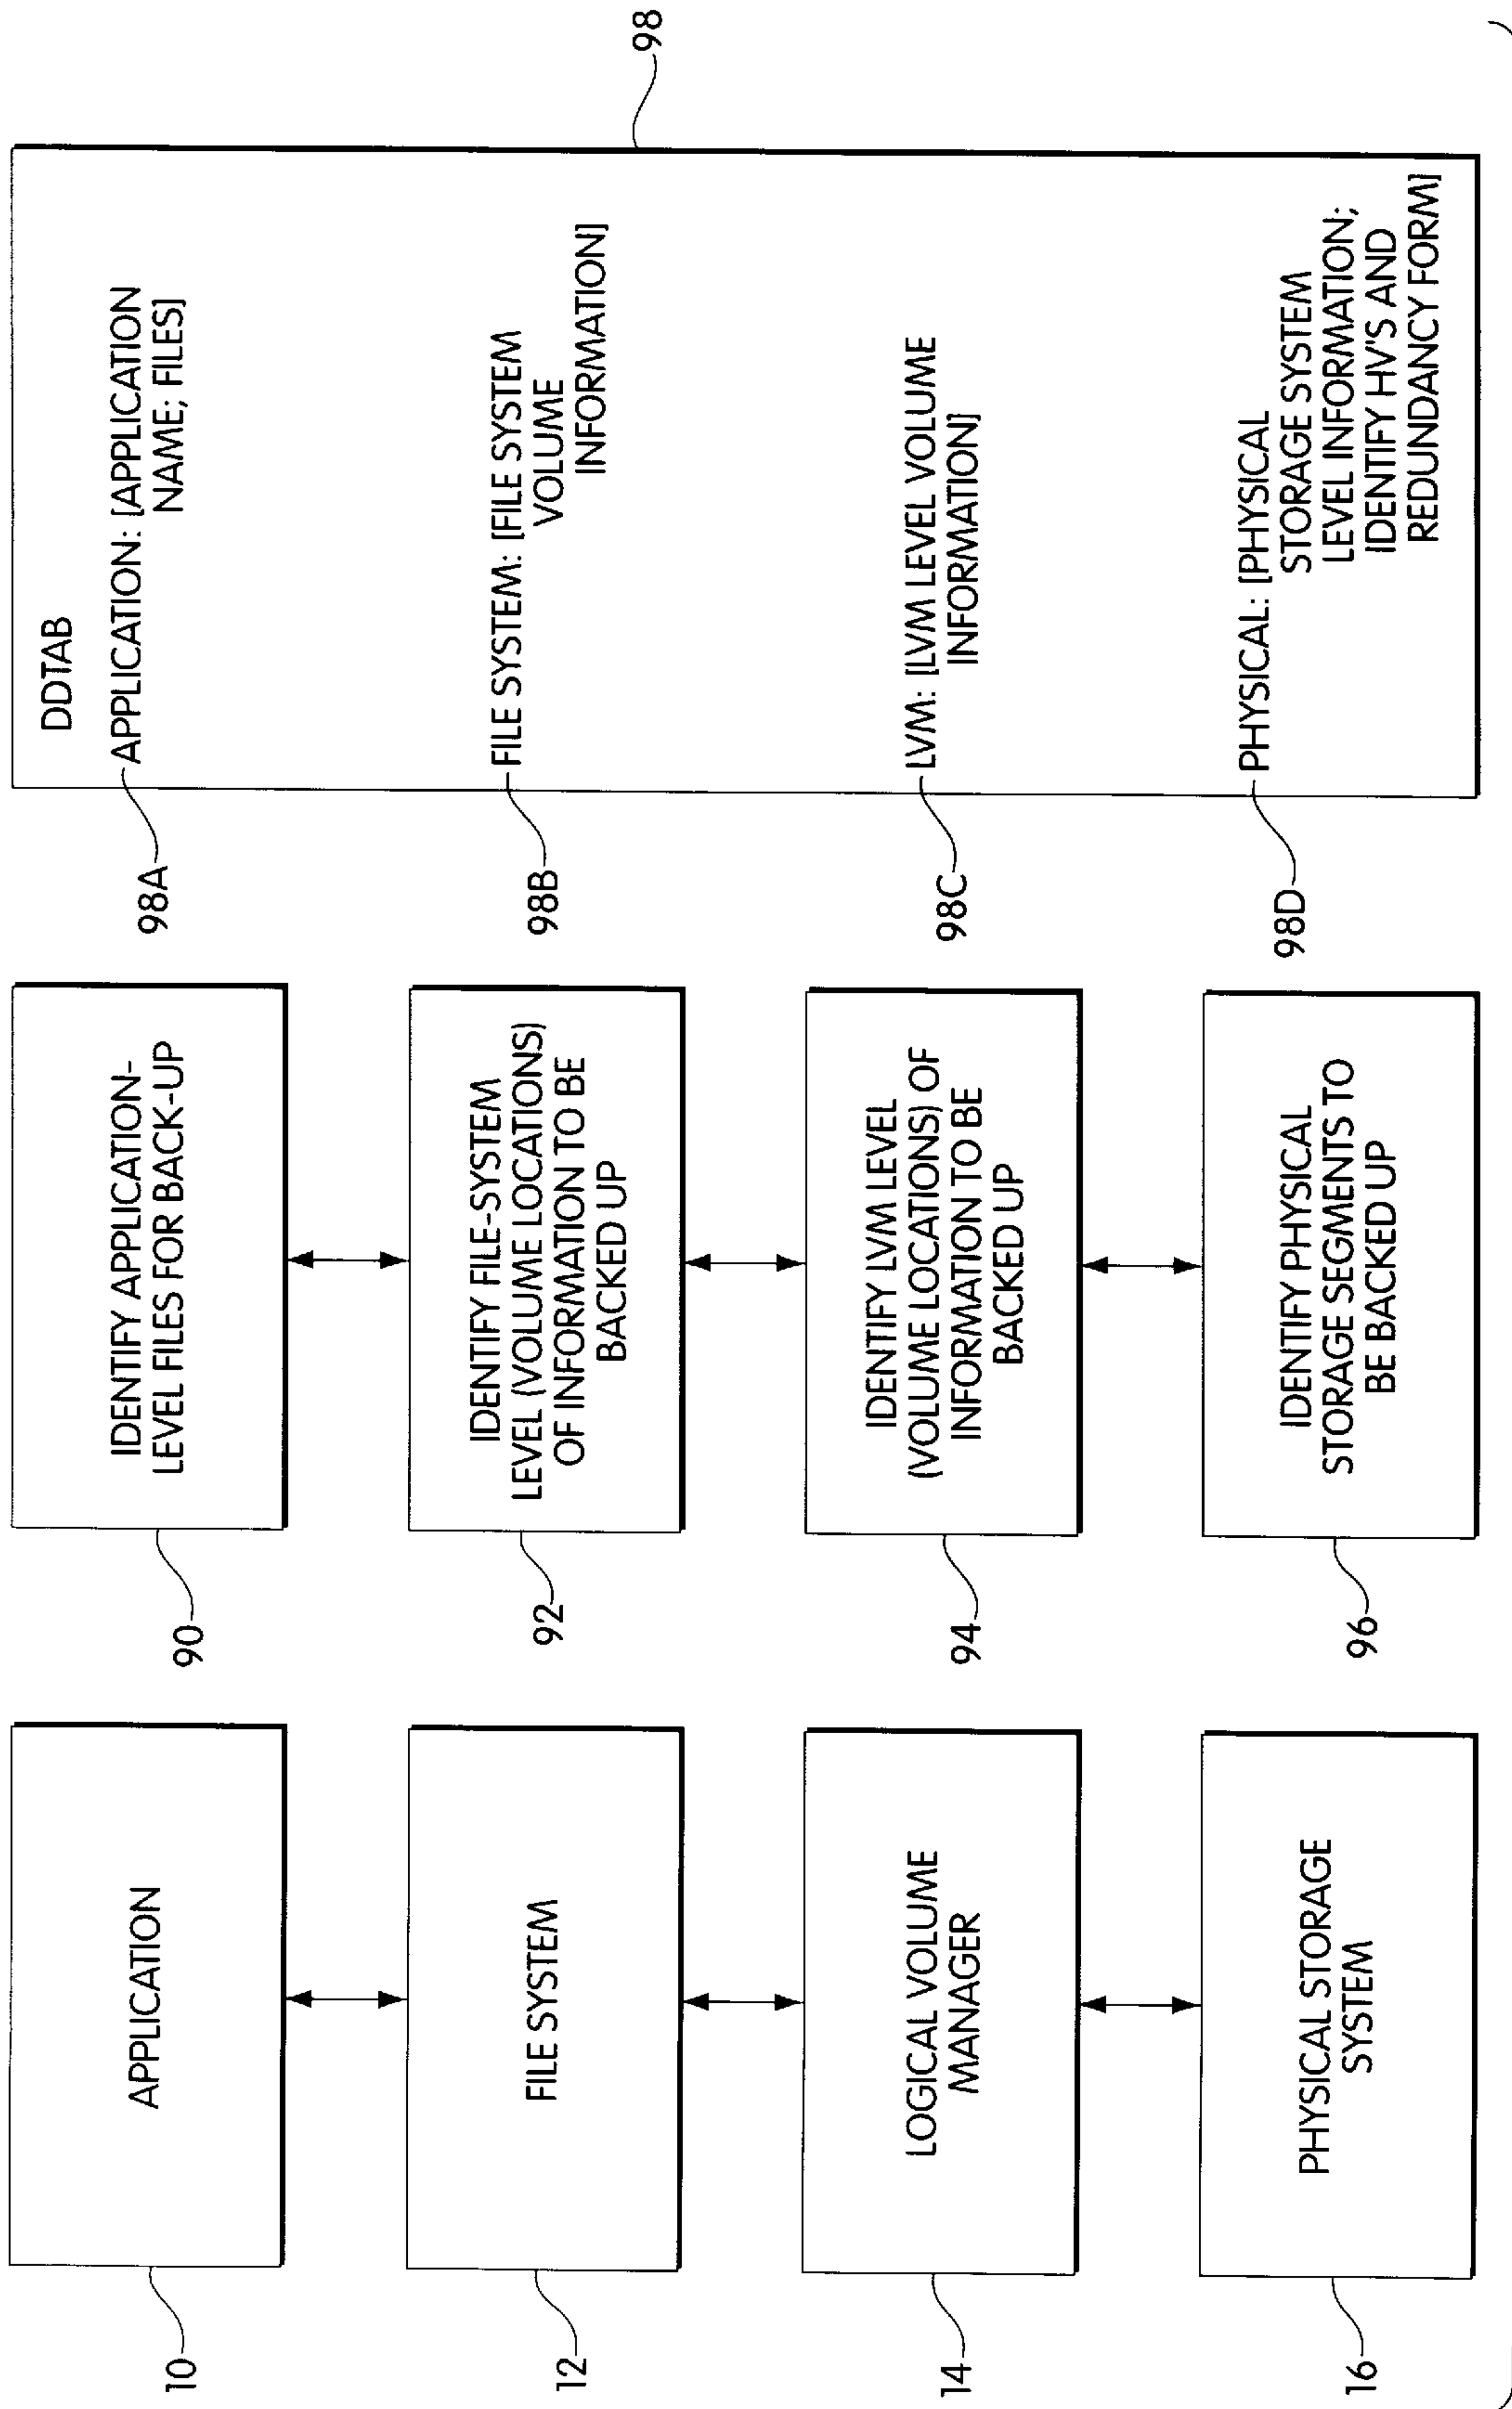 10
APPLICATION
12
FILE SYSTEM
14
LOGICAL VOLUME
MANAGER
16
PHYSICAL STORAGE
SYSTEM
90
IDENTIFY APPLICATION-
LEVEL FILES FOR BACK-UP
92
IDENTIFY FILE-SYSTEM
LEVEL (VOLUME LOCATIONS)
OF INFORMATION TO BE
BACKED UP
94
IDENTIFY LVM LEVEL
(VOLUME LOCATIONS) OF
INFORMATION TO BE
BACKED UP
96
IDENTIFY PHYSICAL
STORAGE SEGMENTS TO
BE BACKED UP
98
DDTAB
98A
APPLICATION: [APPLICATION
NAME; FILES]
98B
FILE SYSTEM: [FILE SYSTEM
VOLUME
INFORMATION]
98C
LVM: [LVM LEVEL VOLUME
INFORMATION]
98D
PHYSICAL: [PHYSICAL
STORAGE SYSTEM
LEVEL INFORMATION;
IDENTIFY HV'S AND
REDUNDANCY FORM]